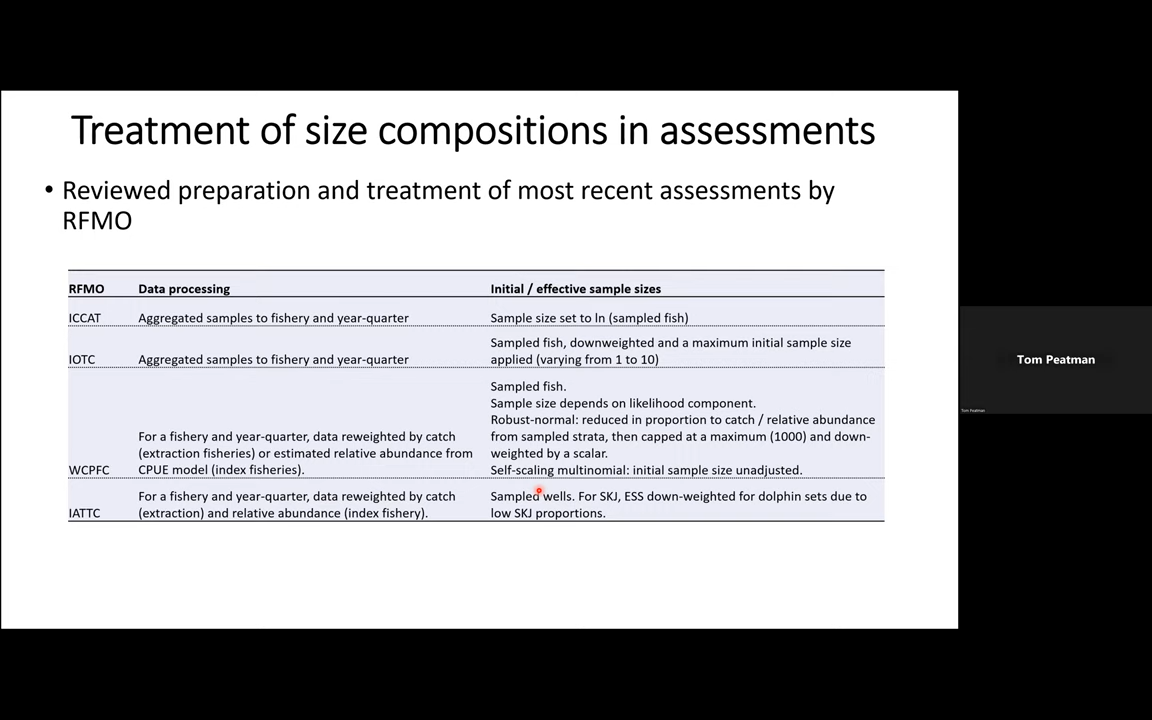 Treatment of size compositions in assessments
• Reviewed preparation and treatment of most recent assessments by
RFMO
RFMO Data processing Initial / effective sample sizes
ICCAT Aggregated samples to fishery and year-quarter Sample size set to ln (sampled fish)
Sampled fish, downweighted and a maximum initial sample size
IOTC Aggregated samples to fishery and year-quarter applied (varying from 1 to 10)
Sampled fish.
Sample size depends on likelihood component.
Robust-normal: reduced in proportion to catch / relative abundance
For a fishery and year-quarter, data reweighted by catch from sampled strata, then capped at a maximum (1000) and down-
(extraction fisheries) or estimated relative abundance from weighted by a scalar.
WCPFC CPUE model (index fisheries). Self-scaling multinomial: initial sample size unadjusted.
For a fishery and year-quarter, data reweighted by catch Sampled wells. For SKJ, ESS down-weighted for dolphin sets due to
IATTC (extraction) and relative abundance (index fishery). low SKJ proportions.
Tom Peatman
Tom Peatman